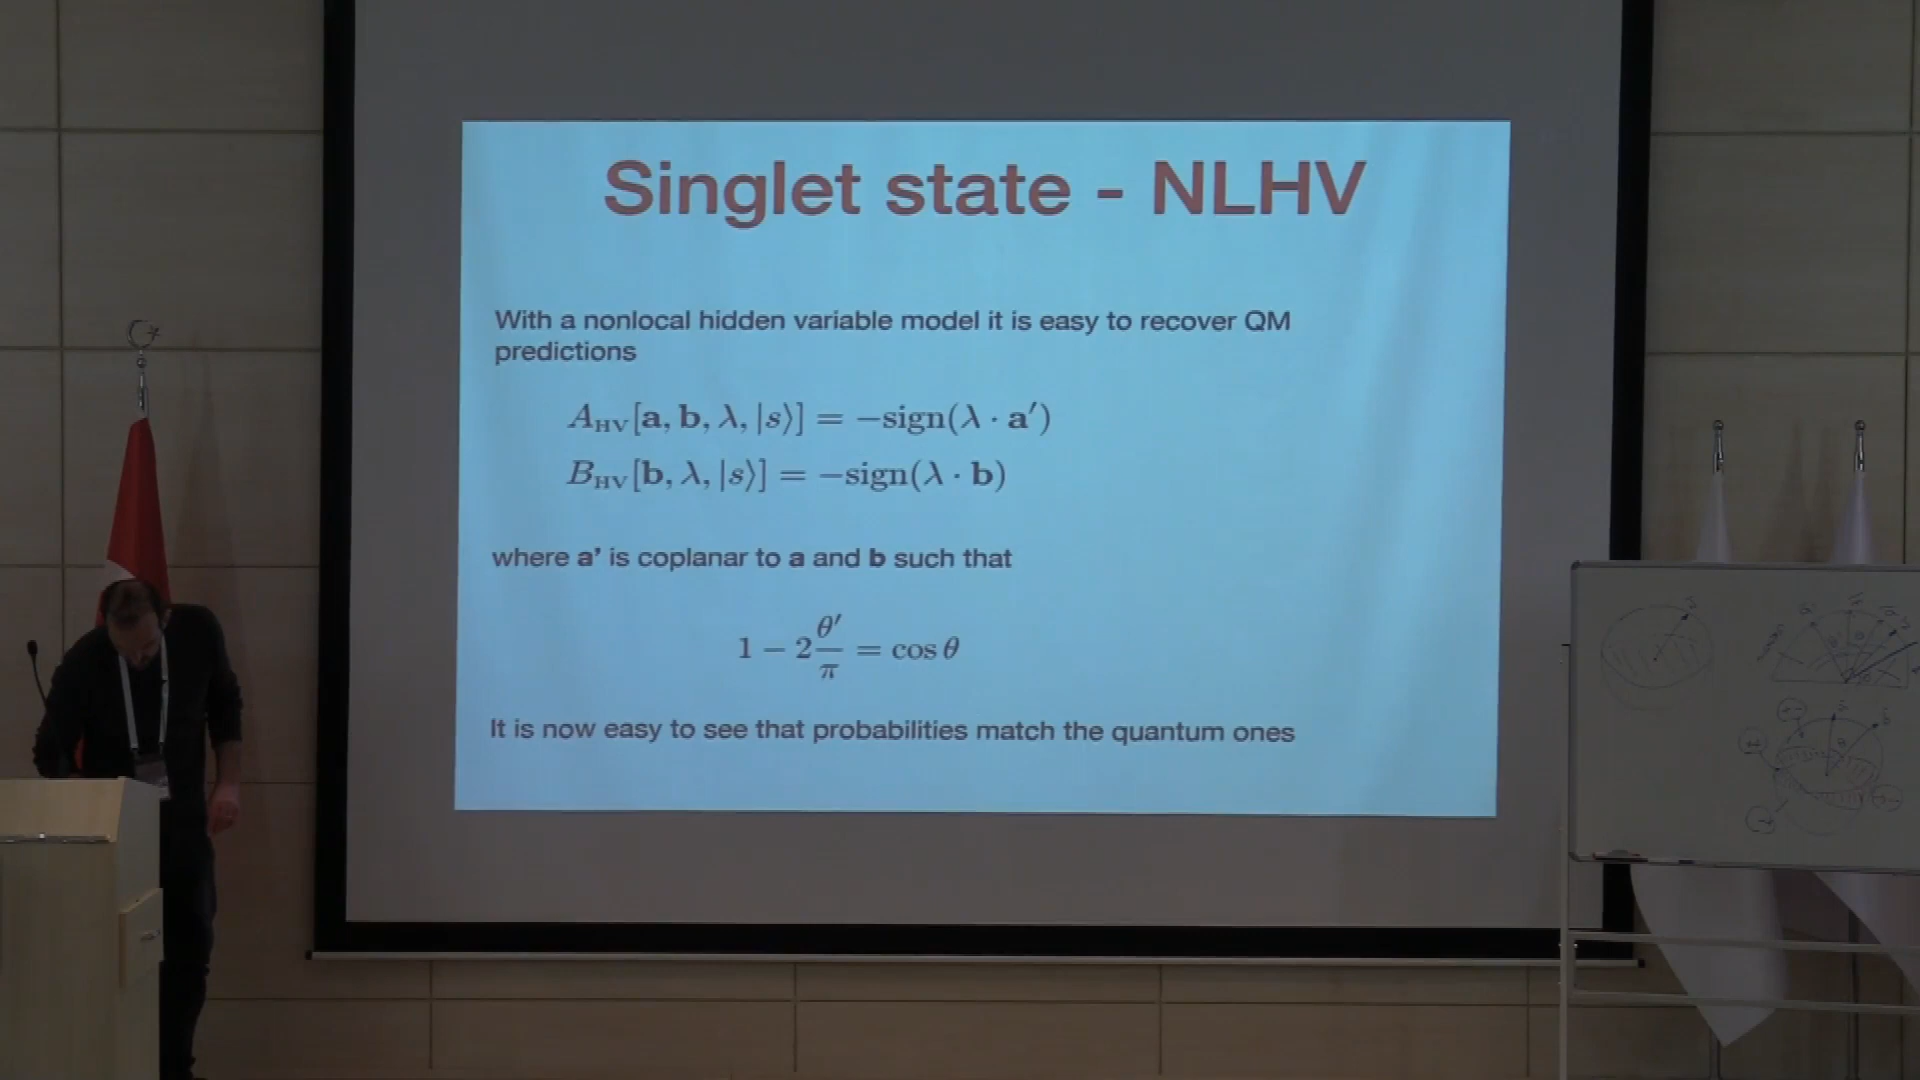 Singlet state - NLHV
With a nonlocal hidden variable model it is easy to recover QM
predictions
A_HV[a, b, λ, |s⟩] = −sign(λ · a′)
B_HV[b, λ, |s⟩] = −sign(λ · b)
where a' is coplanar to a and b such that
1 − 2 θ′/π = cos θ
It is now easy to see that probabilities match the quantum ones